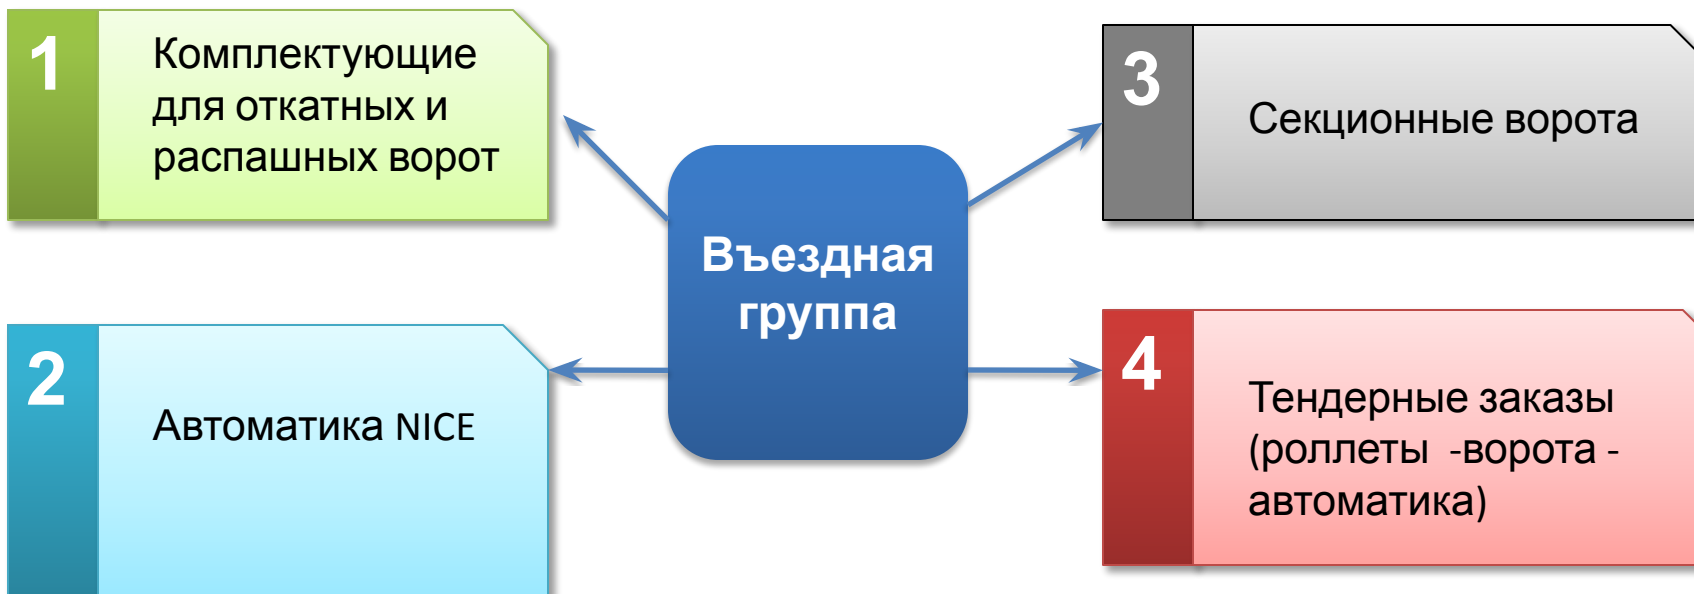 1
Комплектующие
для откатных и
распашных ворот
2
Автоматика NICE
Въездная
группа
3
Секционные ворота
4
Тендерные заказы
(роллеты -ворота -
автоматика)